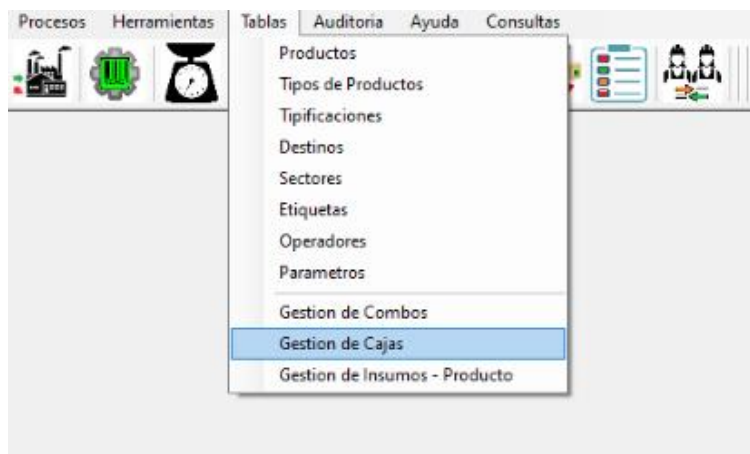 Procesos Herramientas Tablas Auditoria Ayuda Consultas
Productos
Tipos de Productos
Tipificaciones
Destinos
Sectores
Etiquetas
Operadores
Parametros
Gestion de Combos
Gestion de Cajas
Gestion de Insumos - Producto